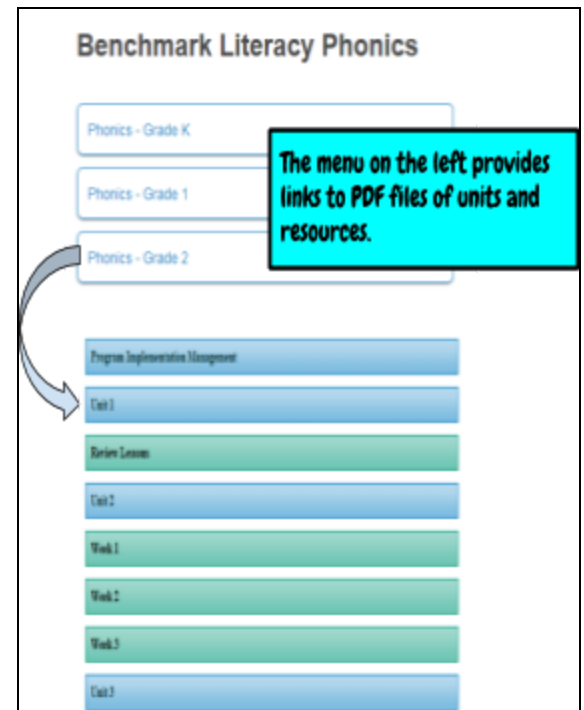 Benchmark Literacy Phonics
Phonics - Grade K
The menu on the left provides
links to PDF files of units and
resources.
Phonics - Grade 1
Phonics - Grade 2
Program Implementation Management
Unit 1
Review Lessons
Unit 2
Week 1
Week 2
Week 3
Unit 3